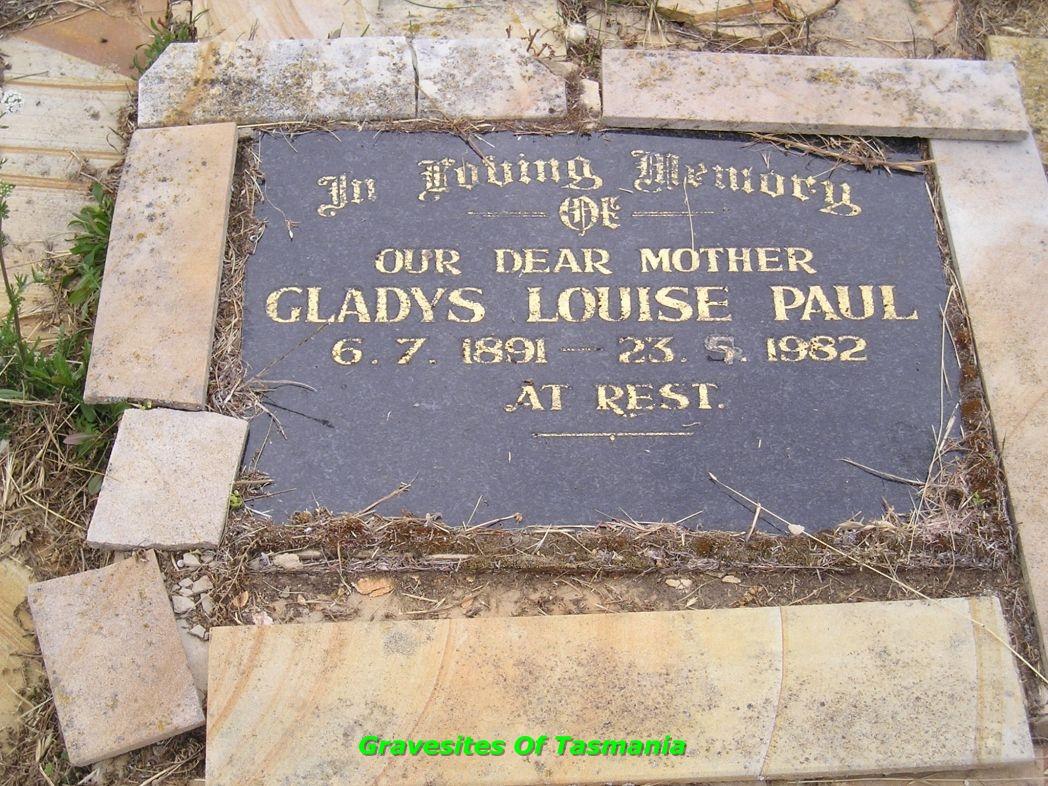 In Loving Memory
Of
OUR DEAR MOTHER
GLADYS LOUISE PAUL
6. 7. 1891 — 23. 5. 1982
AT REST.
Gravesites Of Tasmania